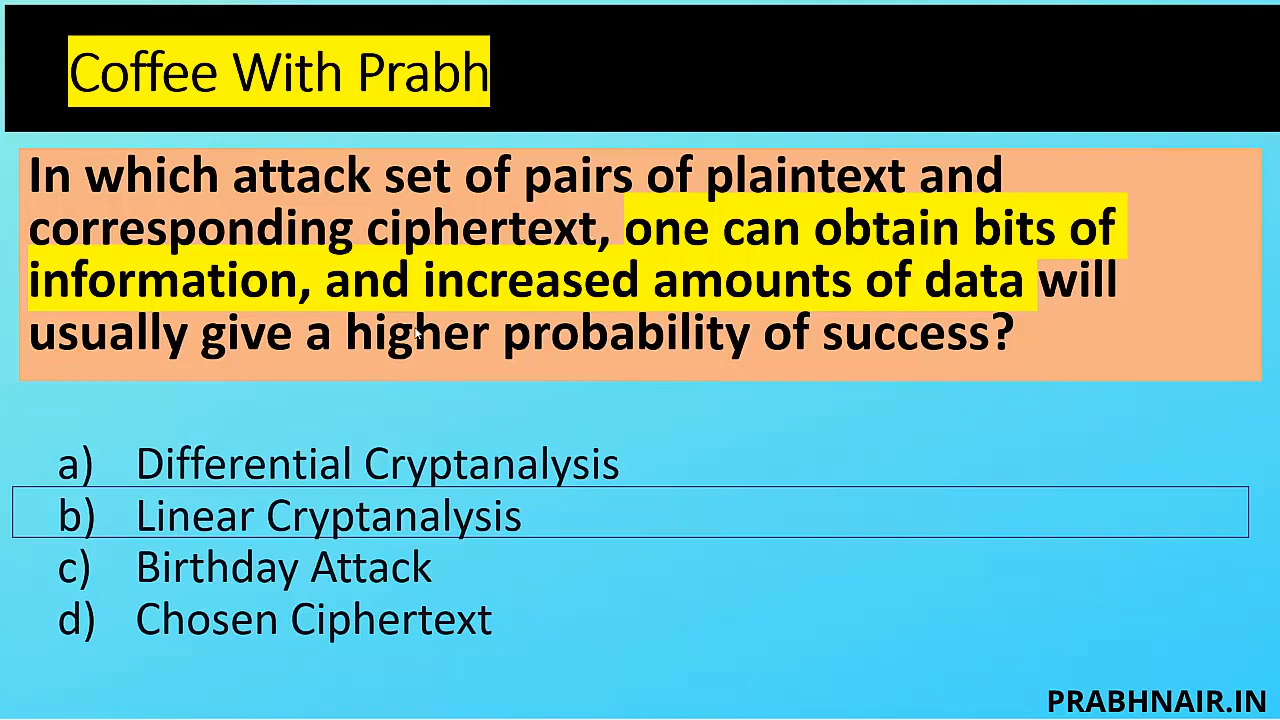 Coffee With Prabh
In which attack set of pairs of plaintext and
corresponding ciphertext, one can obtain bits of
information, and increased amounts of data will
usually give a higher probability of success?
a) Differential Cryptanalysis
b) Linear Cryptanalysis
c) Birthday Attack
d) Chosen Ciphertext
PRABHNAIR.IN